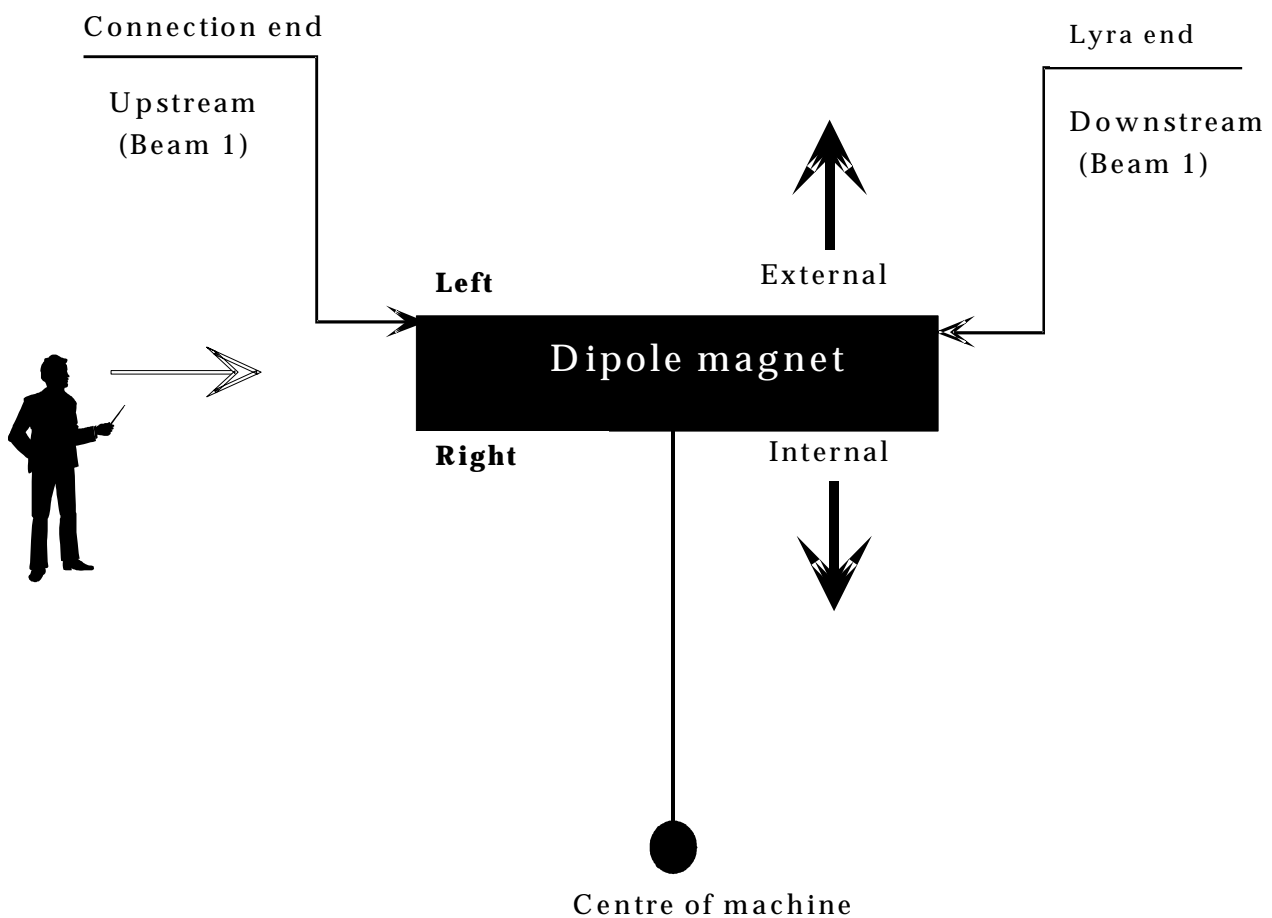 Connection end
Upstream
(Beam 1)
Lyra end
Downstream
(Beam 1)
Left
External
Dipole magnet
Right
Internal
Centre of machine